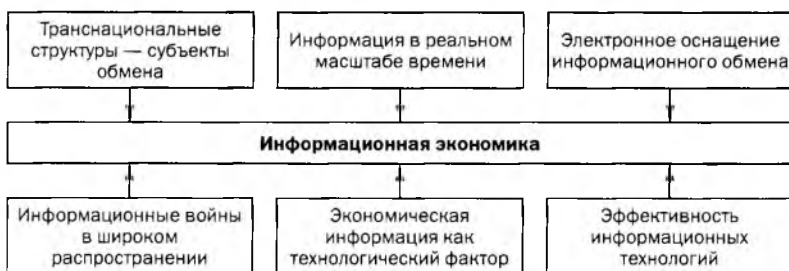 Транснациональные
структуры — субъекты
обмена
Информация в реальном
масштабе времени
Электронное оснащение
информационного обмена
Информационная экономика
Информационные войны
в широком
распространении
Экономическая
информация как
технологический фактор
Эффективность
информационных
технологий